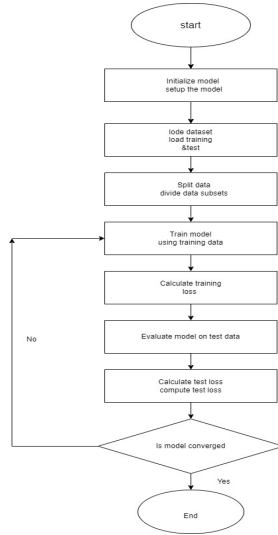 start
Initialize model
setup the model
lode dataset
load training
&test
Split data
divide data subsets
Train model
using training data
Calculate training
loss
Evaluate model on test data
Calculate test loss
compute test loss
Is model converged
No
Yes
End